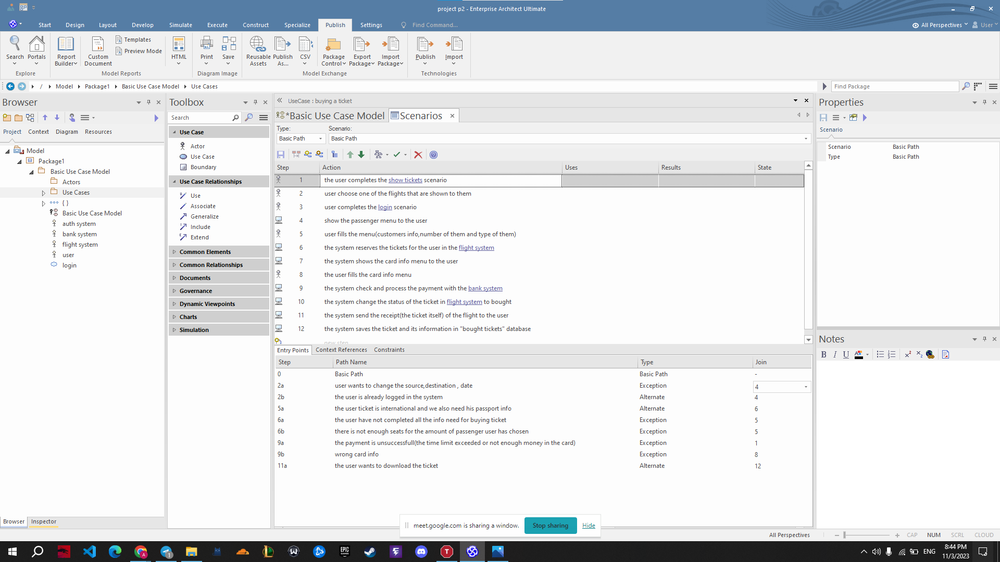 project p2 - Enterprise Architect Ultimate
Start Design Layout Develop Simulate Execute Construct Specialize Publish Settings Find Command... All Perspectives User
Search Portals Report Builder Custom Document Templates Preview Mode HTML Print Save Reusable Assets Publish As... CSV Package Control Export Package Import Package Publish Import
Explore Model Reports Diagram Image Model Exchange Technologies
/ Model Package1 Basic Use Case Model Use Cases Find Package
Browser
Project Context Diagram Resources
Model
Package1
Basic Use Case Model
Actors
Use Cases
{ }
Basic Use Case Model
auth system
bank system
flight system
user
login
Browser Inspector
Toolbox
Search
Use Case
Actor
Use Case
Boundary
Use Case Relationships
Use
Associate
Generalize
Include
Extend
Common Elements
Common Relationships
Documents
Governance
Dynamic Viewpoints
Charts
Simulation
UseCase : buying a ticket
*Basic Use Case Model Scenarios
Type: Scenario:
Basic Path Basic Path
Step Action Uses Results State
1 the user completes the show tickets scenario
2 user choose one of the flights that are shown to them
3 user completes the login scenario
4 show the passenger menu to the user
5 user fills the menu(customers info,number of them and type of them)
6 the system reserves the tickets for the user in the flight system
7 the system shows the card info menu to the user
8 the user fills the card info menu
9 the system check and process the payment with the bank system
10 the system change the status of the ticket in flight system to bought
11 the system send the receipt(the ticket itself) of the flight to the user
12 the system saves the ticket and its information in "bought tickets" database
new step
Entry Points Context References Constraints
Step Path Name Type Join
0 Basic Path Basic Path -
2a user wants to change the source,destination , date Exception 4
2b the user is already logged in the system Alternate 4
5a the user ticket is international and we also need his passport info Alternate 6
6a the user have not completed all the info need for buying ticket Exception 5
6b there is not enough seats for the amount of passenger user has chosen Exception 5
9a the payment is unsuccessfull(the time limit exceeded or not enough money in the card) Exception 1
9b wrong card info Exception 8
11a the user wants to download the ticket Alternate 12
Properties
Scenario
Scenario Basic Path
Type Basic Path
Notes
B I U
meet.google.com is sharing a window. Stop sharing Hide
All Perspectives CAP NUM SCRL CLOUD
EPIC GAMES
ENG 8:44 PM
11/3/2023